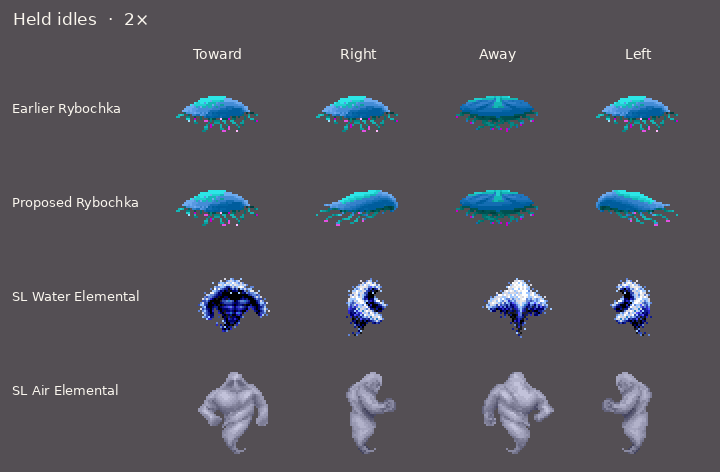 Held idles · 2×
Toward Right Away Left
Earlier Rybochka
Proposed Rybochka
SL Water Elemental
SL Air Elemental